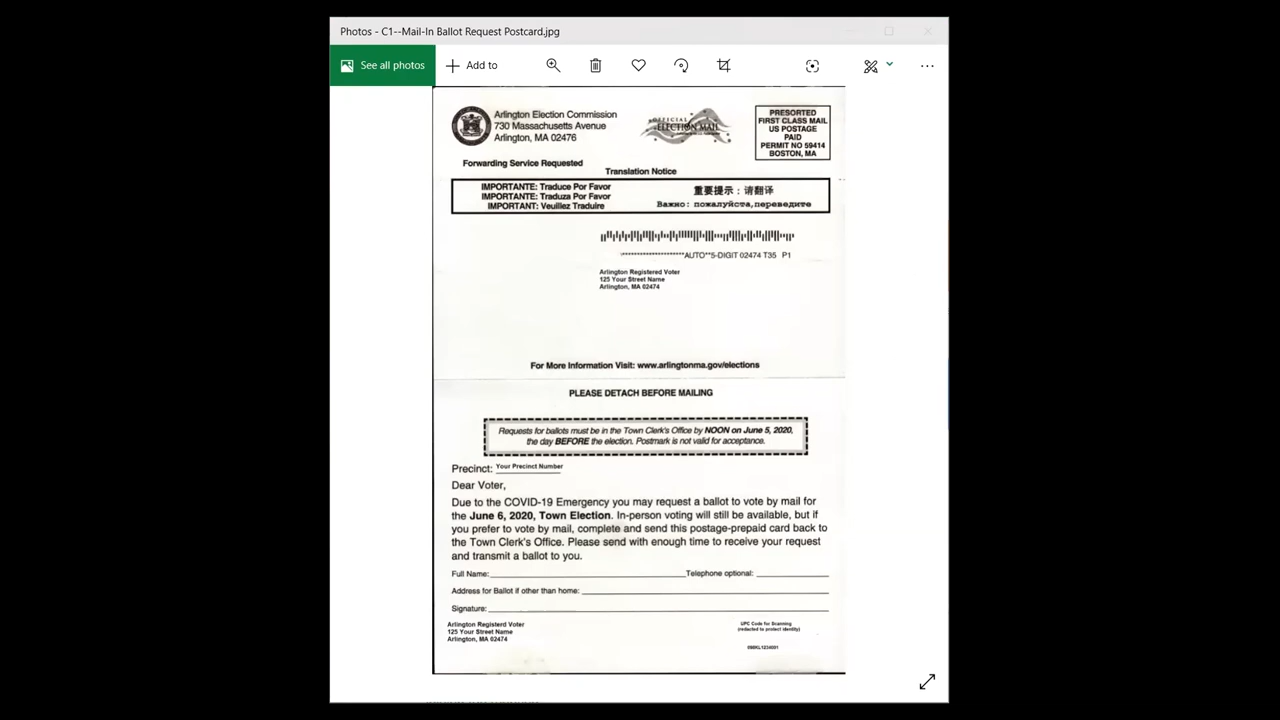 Photos - C1--Mail-In Ballot Request Postcard.jpg
See all photos
Add to
Arlington Election Commission
730 Massachusetts Avenue
Arlington, MA 02476
OFFICIAL
ELECTION MAIL
PRESORTED
FIRST CLASS MAIL
US POSTAGE
PAID
PERMIT NO 59414
BOSTON, MA
Forwarding Service Requested
Translation Notice
IMPORTANTE: Traduce Por Favor
IMPORTANTE: Traduza Por Favor
IMPORTANT: Veuillez Traduire
重要提示：请翻译
Важно: пожалуйста,переведите
AUTO**5-DIGIT 02474 T35 P1
Arlington Registered Voter
125 Your Street Name
Arlington, MA 02474
For More Information Visit: www.arlingtonma.gov/elections
PLEASE DETACH BEFORE MAILING
Requests for ballots must be in the Town Clerk's Office by NOON on June 5, 2020,
the day BEFORE the election. Postmark is not valid for acceptance.
Precinct: Your Precinct Number
Dear Voter,
Due to the COVID-19 Emergency you may request a ballot to vote by mail for
the June 6, 2020, Town Election. In-person voting will still be available, but if
you prefer to vote by mail, complete and send this postage-prepaid card back to
the Town Clerk's Office. Please send with enough time to receive your request
and transmit a ballot to you.
Full Name: Telephone optional:
Address for Ballot if other than home:
Signature:
Arlington Registerd Voter
125 Your Street Name
Arlington, MA 02474
UPC Code for Scanning
(redacted to protect identity)